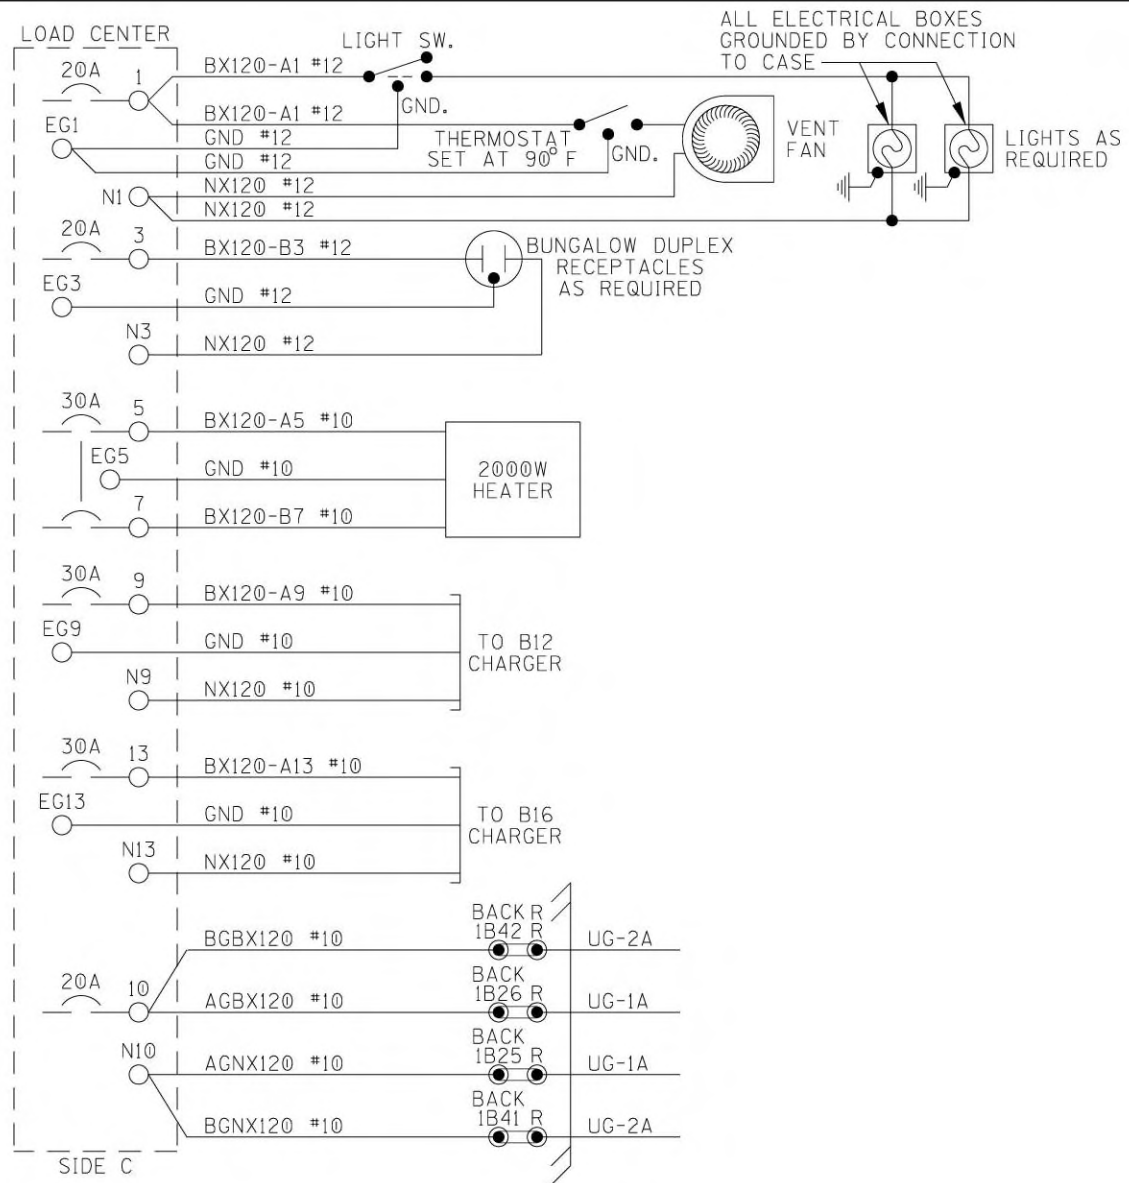 LOAD CENTER
LIGHT SW.
ALL ELECTRICAL BOXES
GROUNDED BY CONNECTION
TO CASE
20A
1
BX120-A1 #12
GND.
BX120-A1 #12
EG1
GND #12
GND #12
THERMOSTAT
SET AT 90° F
GND.
VENT
FAN
LIGHTS AS
REQUIRED
N1
NX120 #12
NX120 #12
20A
3
BX120-B3 #12
BUNGALOW DUPLEX
RECEPTACLES
AS REQUIRED
EG3
GND #12
N3
NX120 #12
30A
5
BX120-A5 #10
EG5
GND #10
2000W
HEATER
7
BX120-B7 #10
30A
9
BX120-A9 #10
EG9
GND #10
TO B12
CHARGER
N9
NX120 #10
30A
13
BX120-A13 #10
EG13
GND #10
TO B16
CHARGER
N13
NX120 #10
BACK R
1B42 R
BGBX120 #10
UG-2A
20A
10
BACK
1B26 R
AGBX120 #10
UG-1A
N10
BACK
1B25 R
AGNX120 #10
UG-1A
BACK
1B41 R
BGNX120 #10
UG-2A
SIDE C